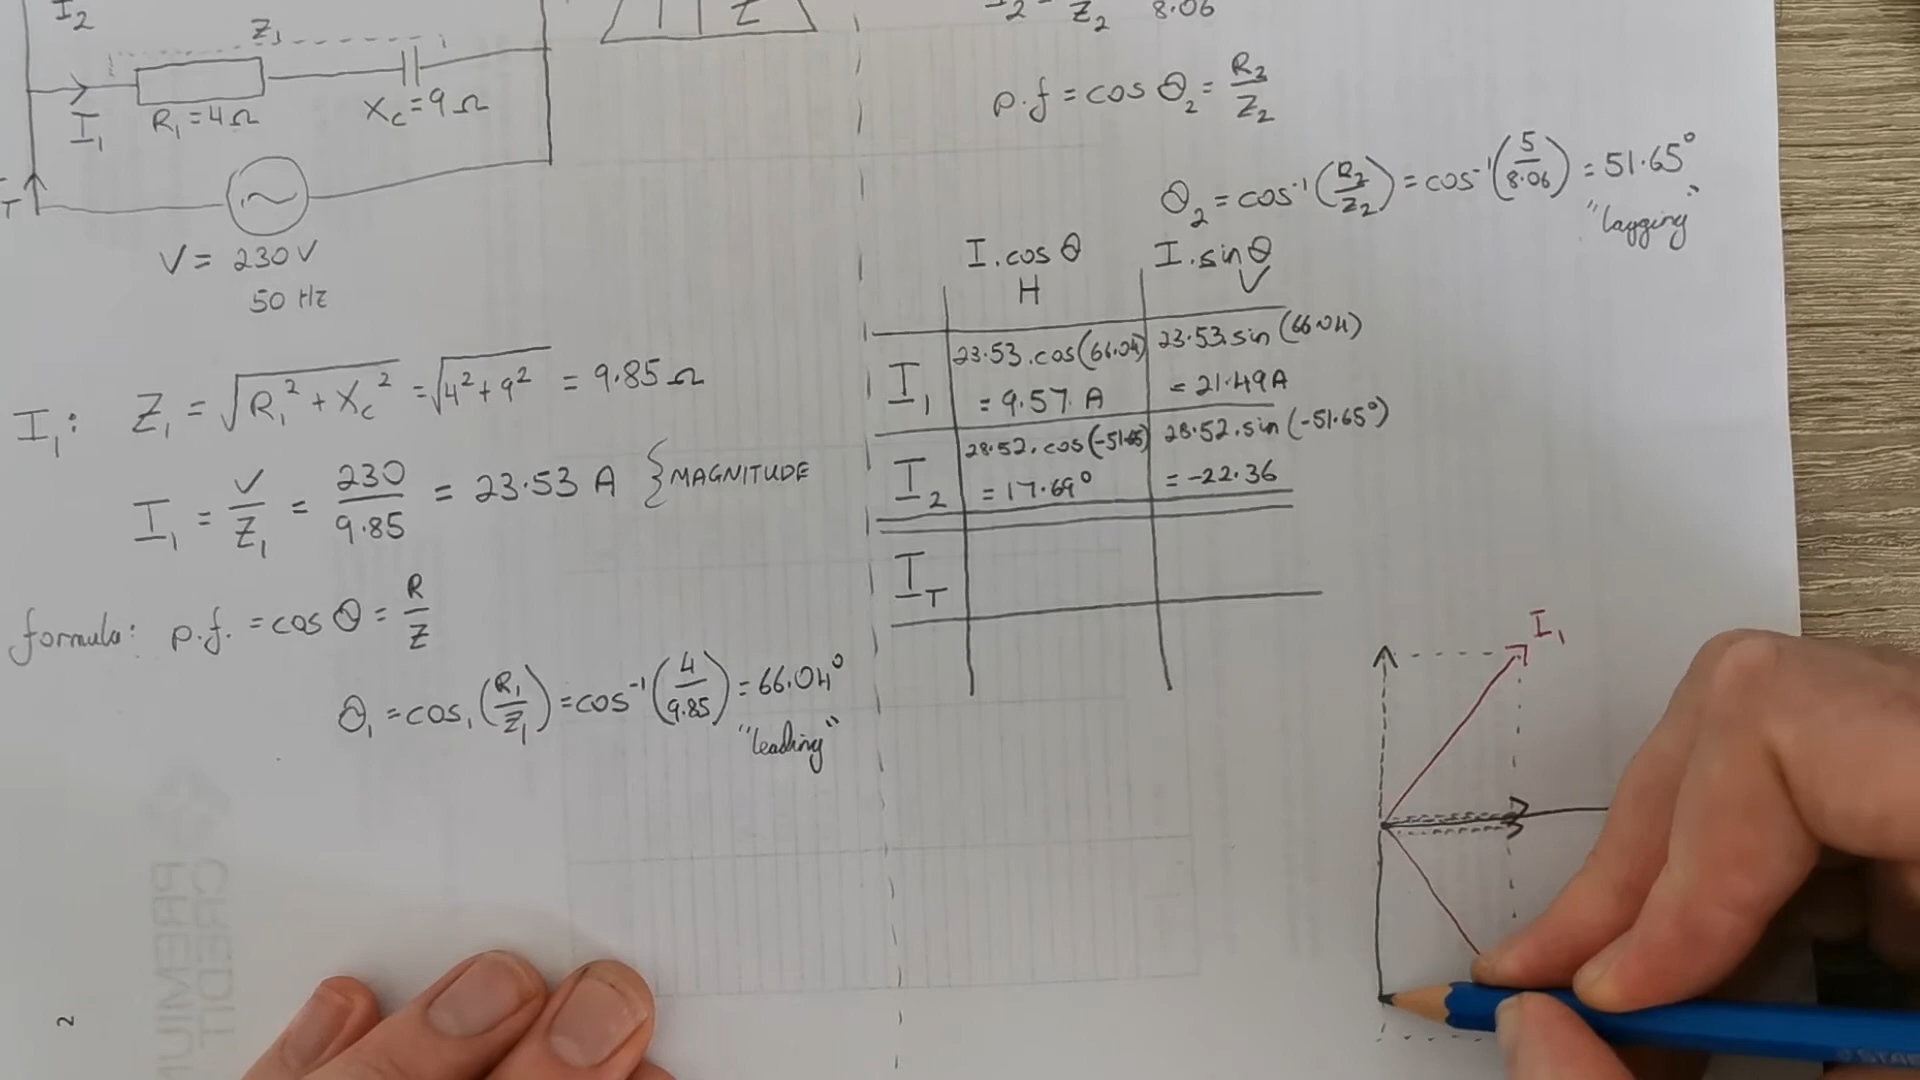 I2
Z1
I1
R1 = 4Ω
Xc = 9Ω
T
V = 230V
50 Hz
I1: Z1 = √(R1² + Xc²) = √(4² + 9²) = 9.85 Ω
I1 = V/Z1 = 230/9.85 = 23.53 A { MAGNITUDE
formula: p.f. = cos θ = R/Z
θ1 = cos1 (R1/Z1) = cos⁻¹ (4/9.85) = 66.04°
"leading"
2
CREDIT
PREMIUM
I
Z2 8.06
p.f = cos θ2 = R2/Z2
θ2 = cos⁻¹ (R2/Z2) = cos⁻¹ (5/8.06) = 51.65°
"lagging"
I.cos θ I.sin θ
H V
I1 23.53.cos(66.04) 23.53.sin(66.04)
= 9.57 A = 21.49A
I2 28.52.cos(-51.65) 28.52.sin(-51.65°)
= 17.69° = -22.36
IT
I1